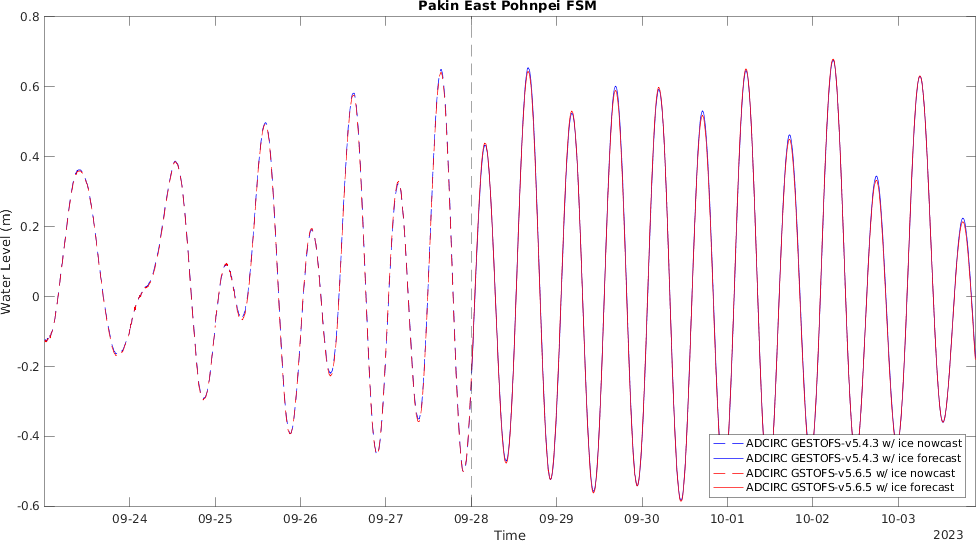 Pakin East Pohnpei FSM
0.8
0.6
0.4
0.2
0
-0.2
-0.4
-0.6
Water Level (m)
ADCIRC GESTOFS-v5.4.3 w/ ice nowcast
ADCIRC GESTOFS-v5.4.3 w/ ice forecast
ADCIRC GSTOFS-v5.6.5 w/ ice nowcast
ADCIRC GSTOFS-v5.6.5 w/ ice forecast
09-24 09-25 09-26 09-27 09-28 09-29 09-30 10-01 10-02 10-03
Time
2023